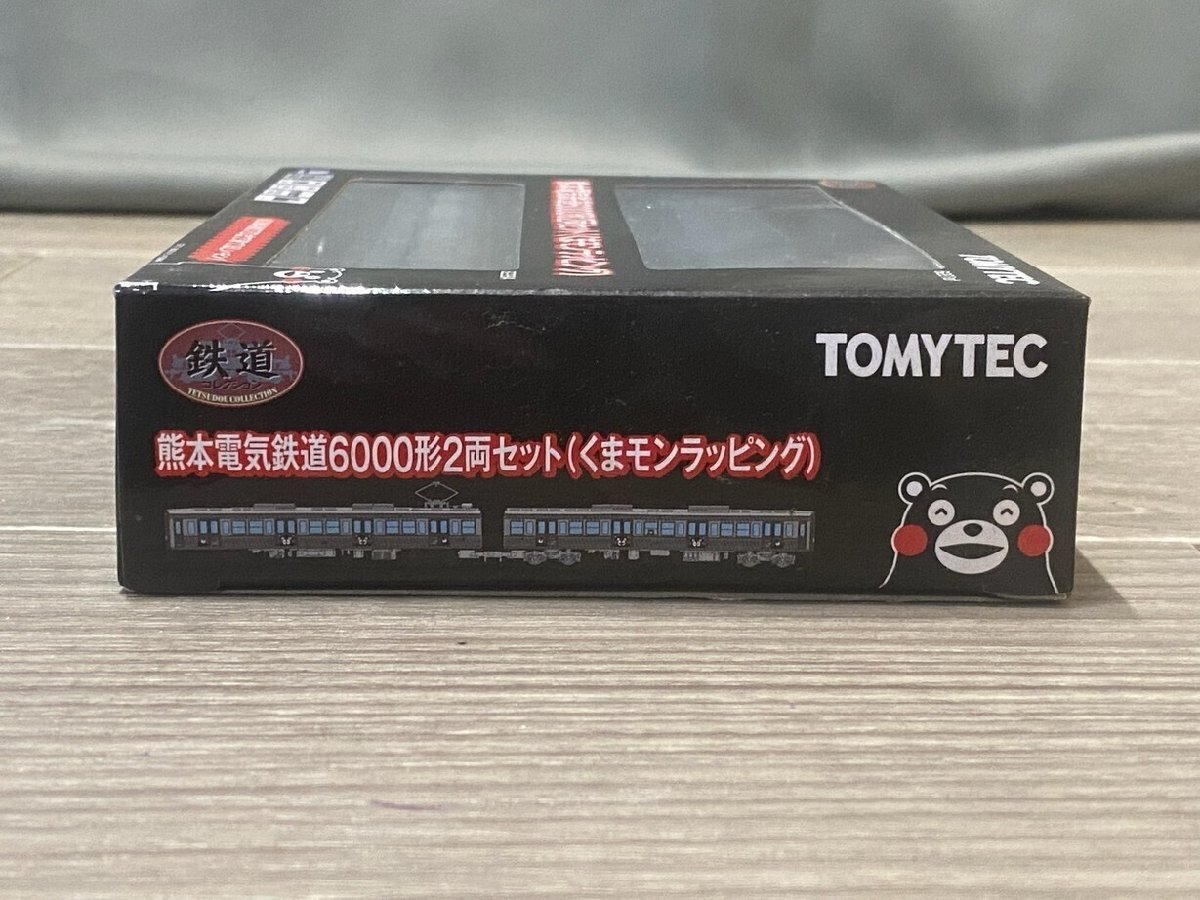 TOMYTEC
鉄道
コレクション
TETSUDOU COLLECTION
TOMYTEC
熊本電気鉄道6000形2両セット(くまモンラッピング)